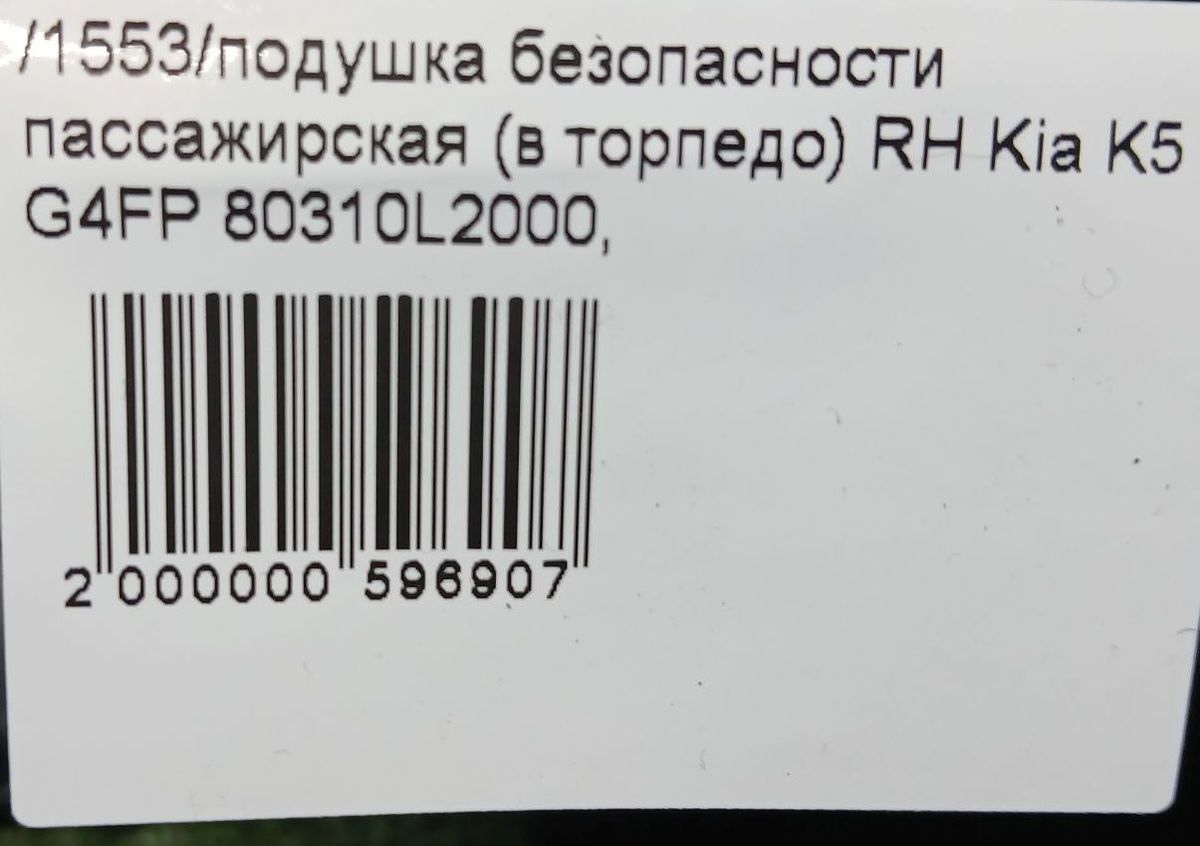 /1553/подушка безопасности
пассажирская (в торпедо) RH Kia K5
G4FP 80310L2000,
2 000000 596907